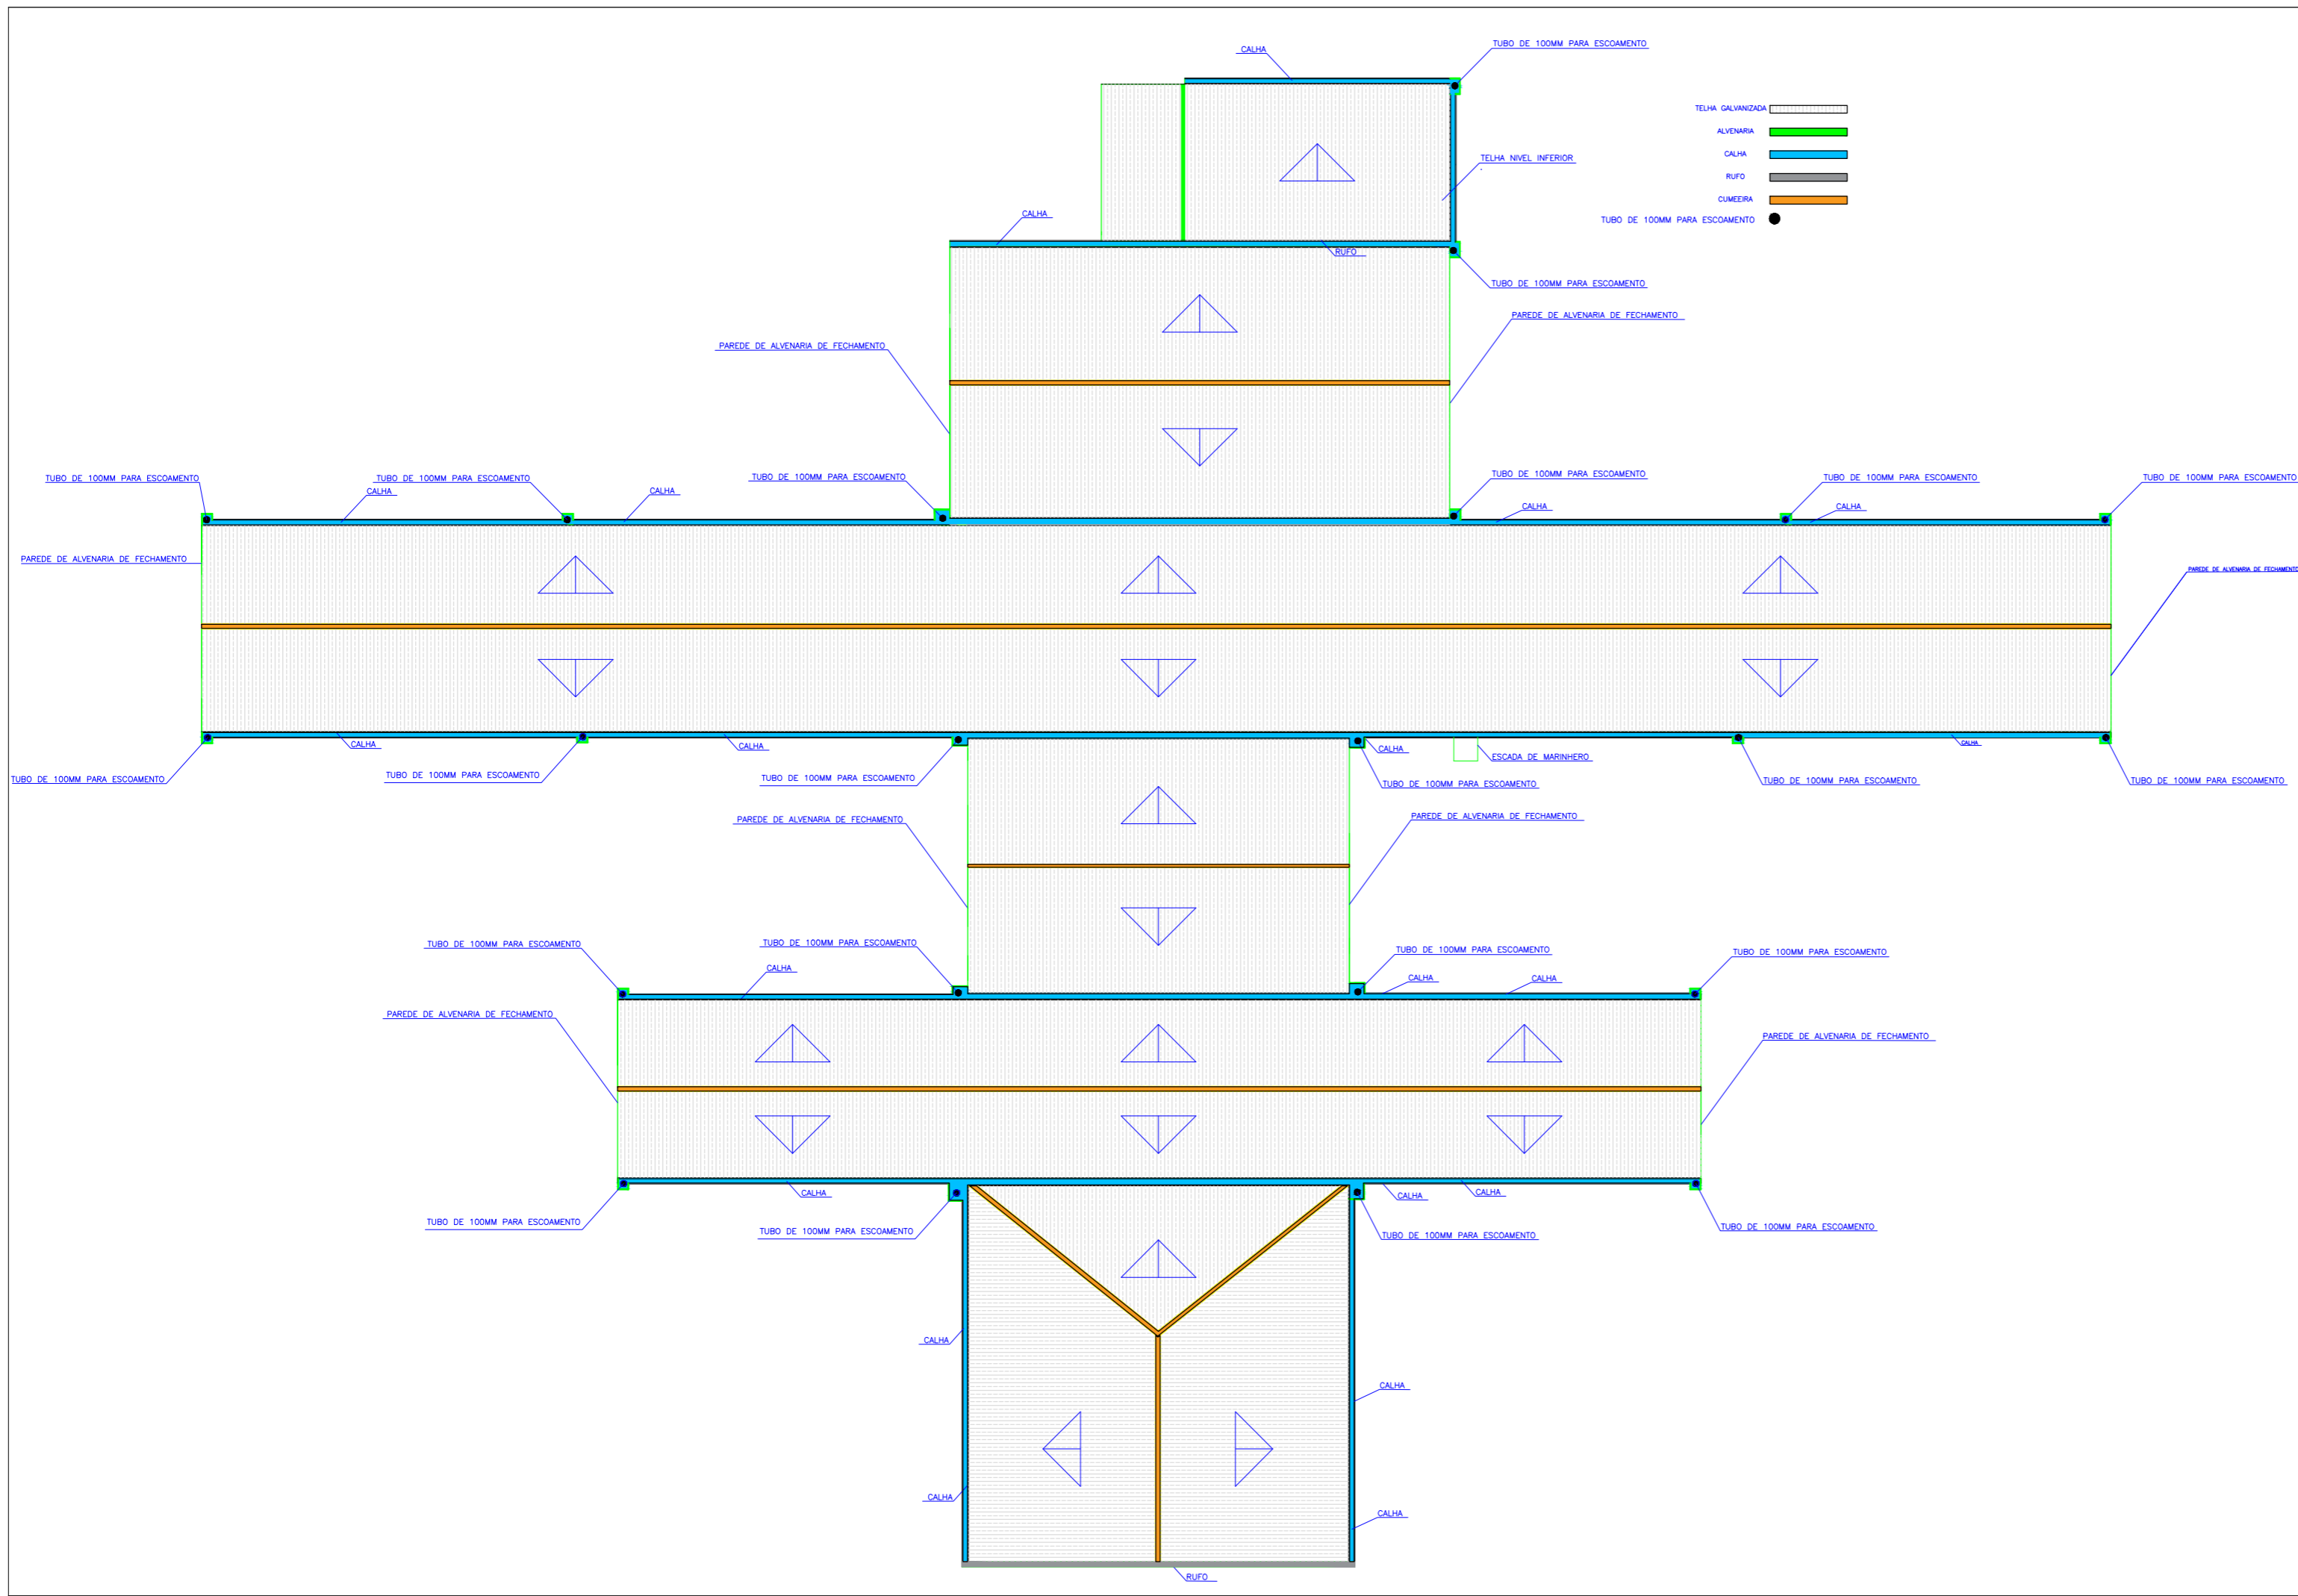 CALHA
TUBO DE 100MM PARA ESCOAMENTO
TELHA GALVANIZADA
ALVENARIA
CALHA
TELHA NIVEL INFERIOR
RUFO
CUMEEIRA
TUBO DE 100MM PARA ESCOAMENTO
CALHA
RUFO
TUBO DE 100MM PARA ESCOAMENTO
PAREDE DE ALVENARIA DE FECHAMENTO
PAREDE DE ALVENARIA DE FECHAMENTO
TUBO DE 100MM PARA ESCOAMENTO
TUBO DE 100MM PARA ESCOAMENTO
TUBO DE 100MM PARA ESCOAMENTO
TUBO DE 100MM PARA ESCOAMENTO
TUBO DE 100MM PARA ESCOAMENTO
TUBO DE 100MM PARA ESCOAMENTO
CALHA
CALHA
CALHA
CALHA
PAREDE DE ALVENARIA DE FECHAMENTO
PAREDE DE ALVENARIA DE FECHAMENTO
CALHA
CALHA
CALHA
CALHA
ESCADA DE MARINHERO
TUBO DE 100MM PARA ESCOAMENTO
TUBO DE 100MM PARA ESCOAMENTO
TUBO DE 100MM PARA ESCOAMENTO
TUBO DE 100MM PARA ESCOAMENTO
TUBO DE 100MM PARA ESCOAMENTO
TUBO DE 100MM PARA ESCOAMENTO
PAREDE DE ALVENARIA DE FECHAMENTO
PAREDE DE ALVENARIA DE FECHAMENTO
TUBO DE 100MM PARA ESCOAMENTO
TUBO DE 100MM PARA ESCOAMENTO
TUBO DE 100MM PARA ESCOAMENTO
TUBO DE 100MM PARA ESCOAMENTO
CALHA
CALHA
CALHA
PAREDE DE ALVENARIA DE FECHAMENTO
PAREDE DE ALVENARIA DE FECHAMENTO
CALHA
CALHA
CALHA
TUBO DE 100MM PARA ESCOAMENTO
TUBO DE 100MM PARA ESCOAMENTO
TUBO DE 100MM PARA ESCOAMENTO
TUBO DE 100MM PARA ESCOAMENTO
CALHA
CALHA
CALHA
CALHA
RUFO